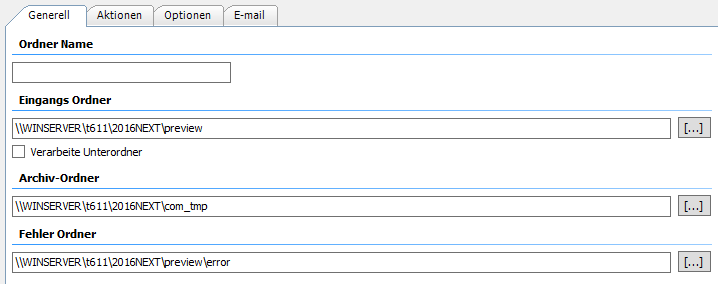 Generell Aktionen Optionen E-mail
Ordner Name
Eingangs Ordner
\\WINSERVER\t611\2016NEXT\preview [...]
Verarbeite Unterordner
Archiv-Ordner
\\WINSERVER\t611\2016NEXT\com_tmp [...]
Fehler Ordner
\\WINSERVER\t611\2016NEXT\preview\error [...]